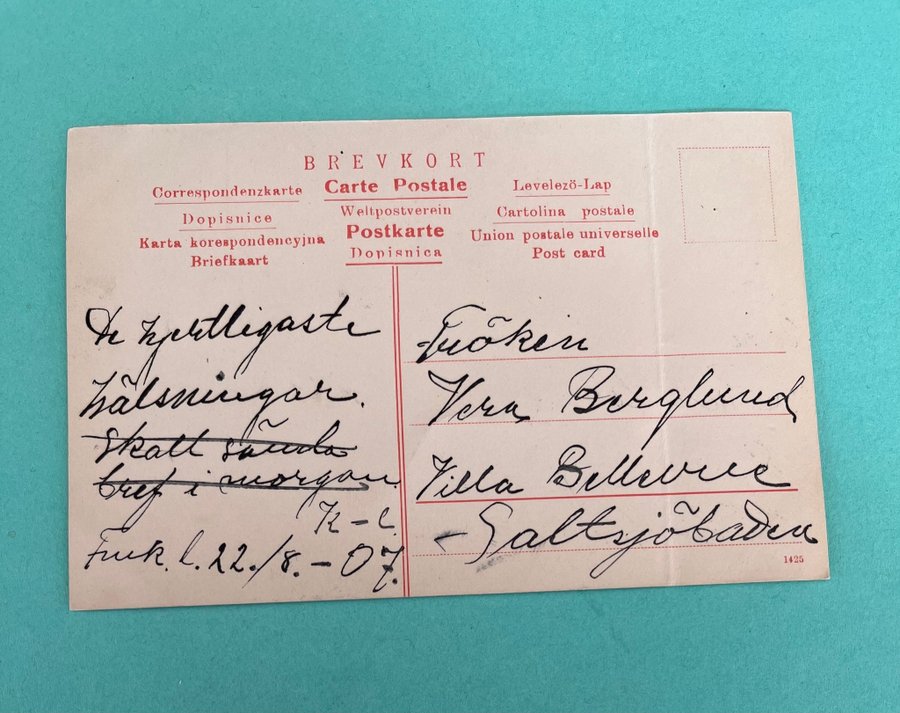 BREVKORT
Correspondenzkarte Carte Postale Levelezö-Lap
Dopisnice Weltpostverein Cartolina postale
Karta korespondencyjna Postkarte Union postale universelle
Briefkaart Dopisnica Post card
De hjertligaste
hälsningar.
Skall sända
bref i morgon.
K-l
22./8.-07.
Fröken
Vera Berglund
Villa Bellevue
Saltsjöbaden
1425